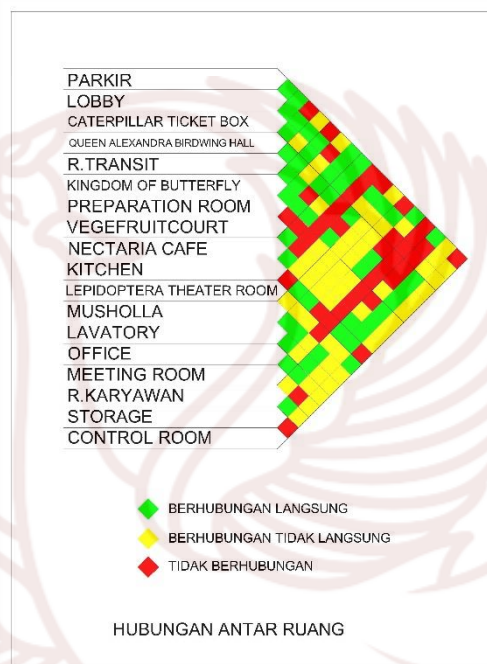 PARKIR
LOBBY
CATERPILLAR TICKET BOX
QUEEN ALEXANDRA BIRDWING HALL
R.TRANSIT
KINGDOM OF BUTTERFLY
PREPARATION ROOM
VEGEFRUITCOURT
NECTARIA CAFE
KITCHEN
LEPIDOPTERA THEATER ROOM
MUSHOLLA
LAVATORY
OFFICE
MEETING ROOM
R.KARYAWAN
STORAGE
CONTROL ROOM
BERHUBUNGAN LANGSUNG
BERHUBUNGAN TIDAK LANGSUNG
TIDAK BERHUBUNGAN
HUBUNGAN ANTAR RUANG